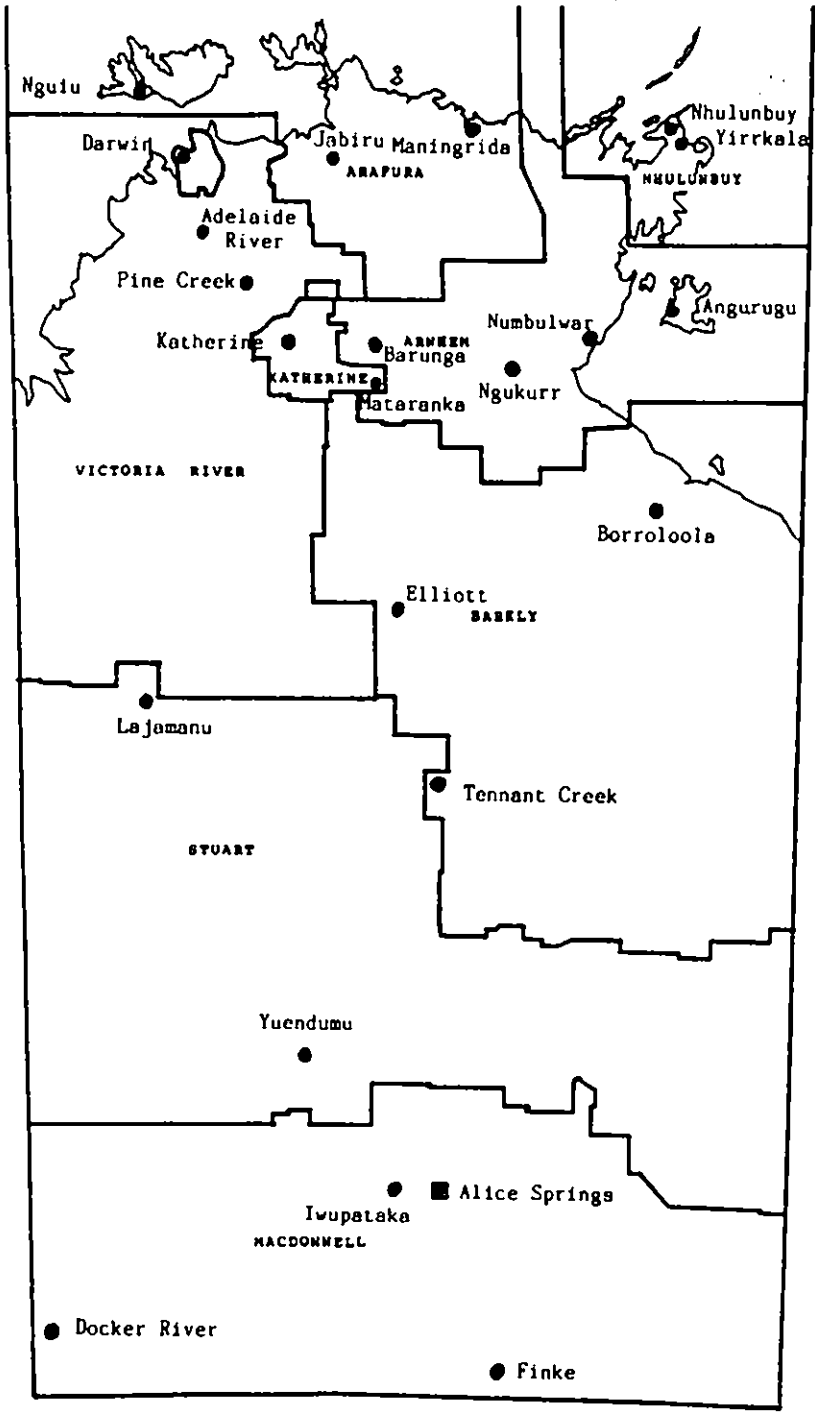 Nguiu
Nhulunbuy
Yirrkala
Darwin
Jabiru
Maningrida
ARAFURA
NHULUNBUY
Adelaide
River
Pine Creek
Angurugu
Numbulwar
Katherine
ARNHEM
Barunga
KATHERINE
Ngukurr
Mataranka
VICTORIA RIVER
Borroloola
Elliott
BARKLY
Lajamanu
Tennant Creek
STUART
Yuendumu
Alice Springs
Iwupataka
MACDONNELL
Docker River
Finke